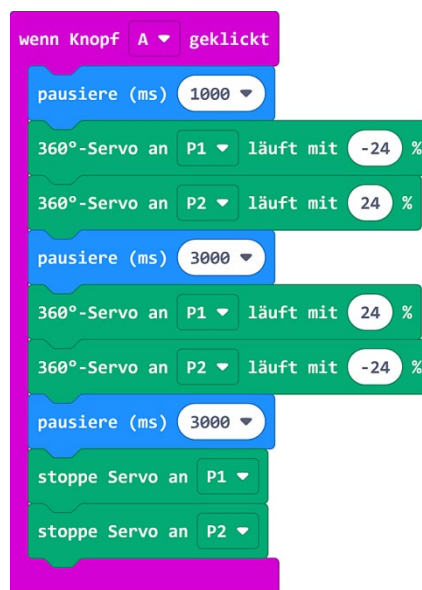 wenn Knopf A geklickt
pausiere (ms) 1000
360°-Servo an P1 läuft mit -24 %
360°-Servo an P2 läuft mit 24 %
pausiere (ms) 3000
360°-Servo an P1 läuft mit 24 %
360°-Servo an P2 läuft mit -24 %
pausiere (ms) 3000
stoppe Servo an P1
stoppe Servo an P2